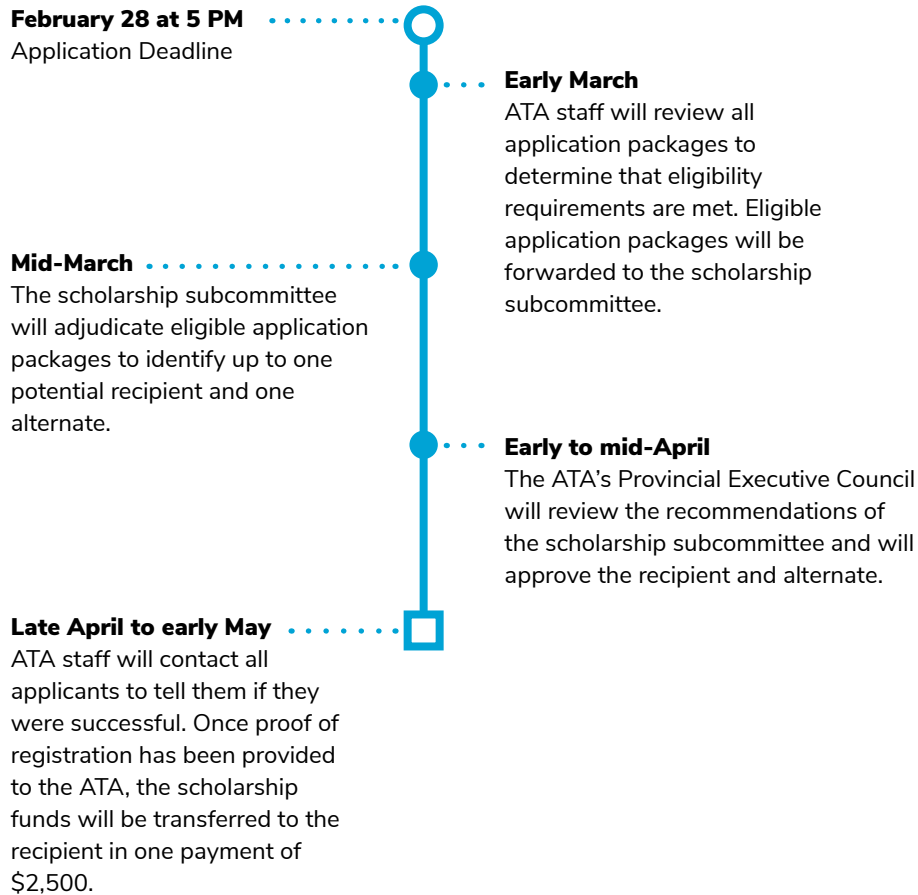 February 28 at 5 PM
Application Deadline
Early March
ATA staff will review all
application packages to
determine that eligibility
requirements are met. Eligible
application packages will be
forwarded to the scholarship
subcommittee.
Mid-March
The scholarship subcommittee
will adjudicate eligible application
packages to identify up to one
potential recipient and one
alternate.
Early to mid-April
The ATA’s Provincial Executive Council
will review the recommendations of
the scholarship subcommittee and will
approve the recipient and alternate.
Late April to early May
ATA staff will contact all
applicants to tell them if they
were successful. Once proof of
registration has been provided
to the ATA, the scholarship
funds will be transferred to the
recipient in one payment of
$2,500.